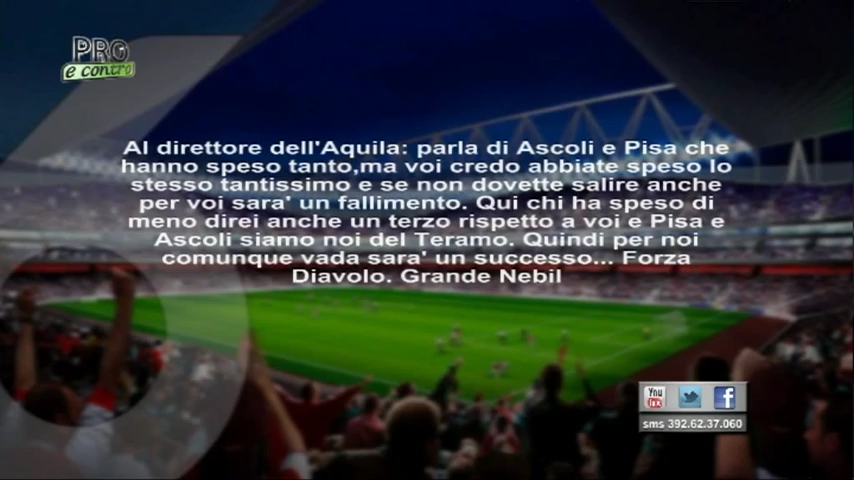 PRO
e contro
Al direttore dell'Aquila: parla di Ascoli e Pisa che
hanno speso tanto,ma voi credo abbiate speso lo
stesso tantissimo e se non dovette salire anche
per voi sara' un fallimento. Qui chi ha speso di
meno direi anche un terzo rispetto a voi e Pisa e
Ascoli siamo noi del Teramo. Quindi per noi
comunque vada sara' un successo... Forza
Diavolo. Grande Nebil
You
f
sms 392.62.37.060